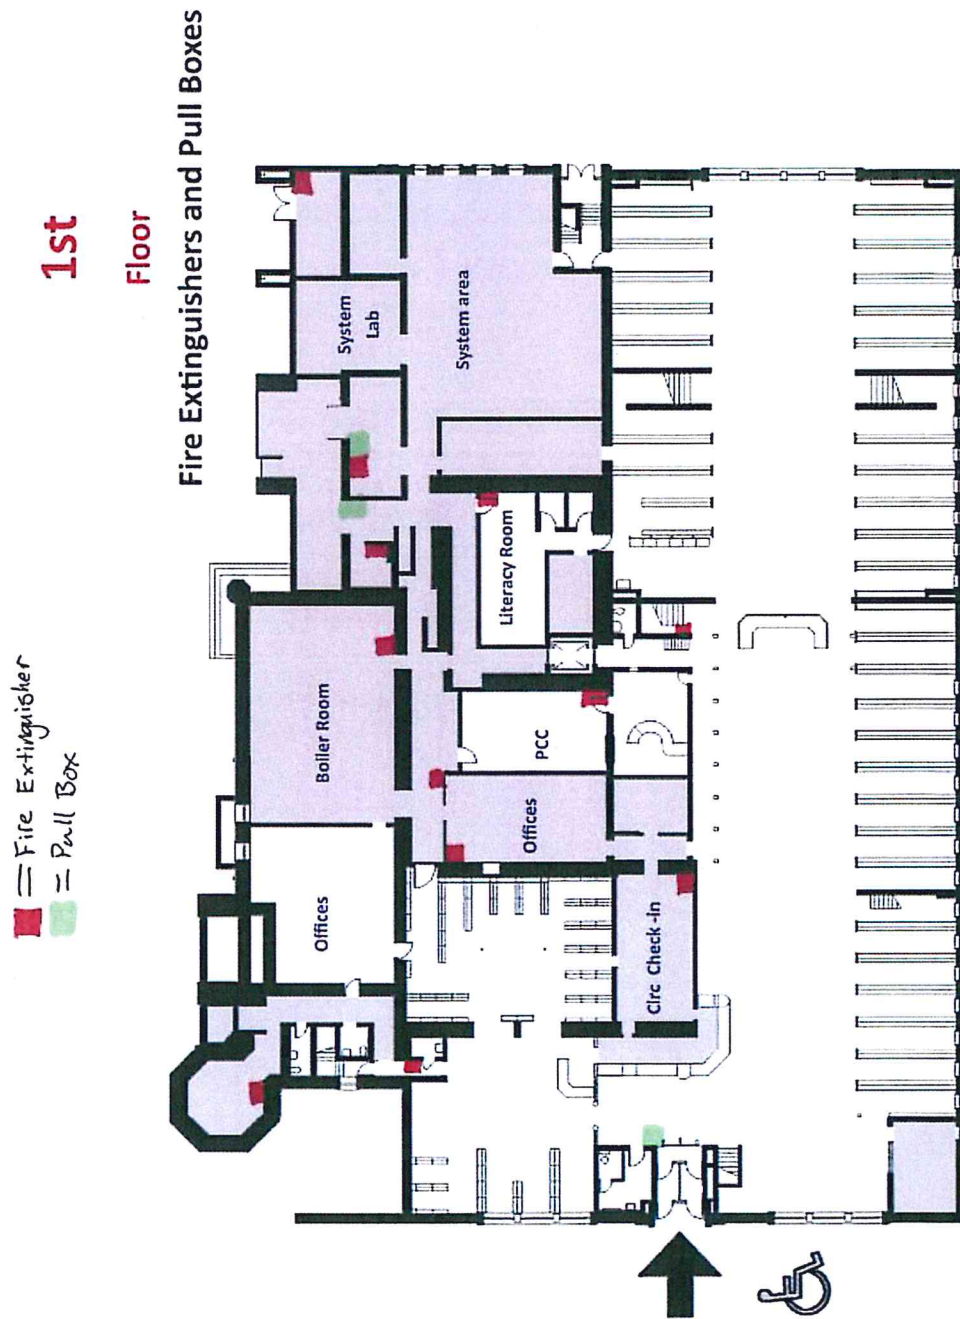 1st
Floor
Fire Extinguishers and Pull Boxes
= Fire Extinguisher
= Pull Box
System
Lab
System area
Literacy Room
Boiler Room
PCC
Offices
Offices
Circ Check-In